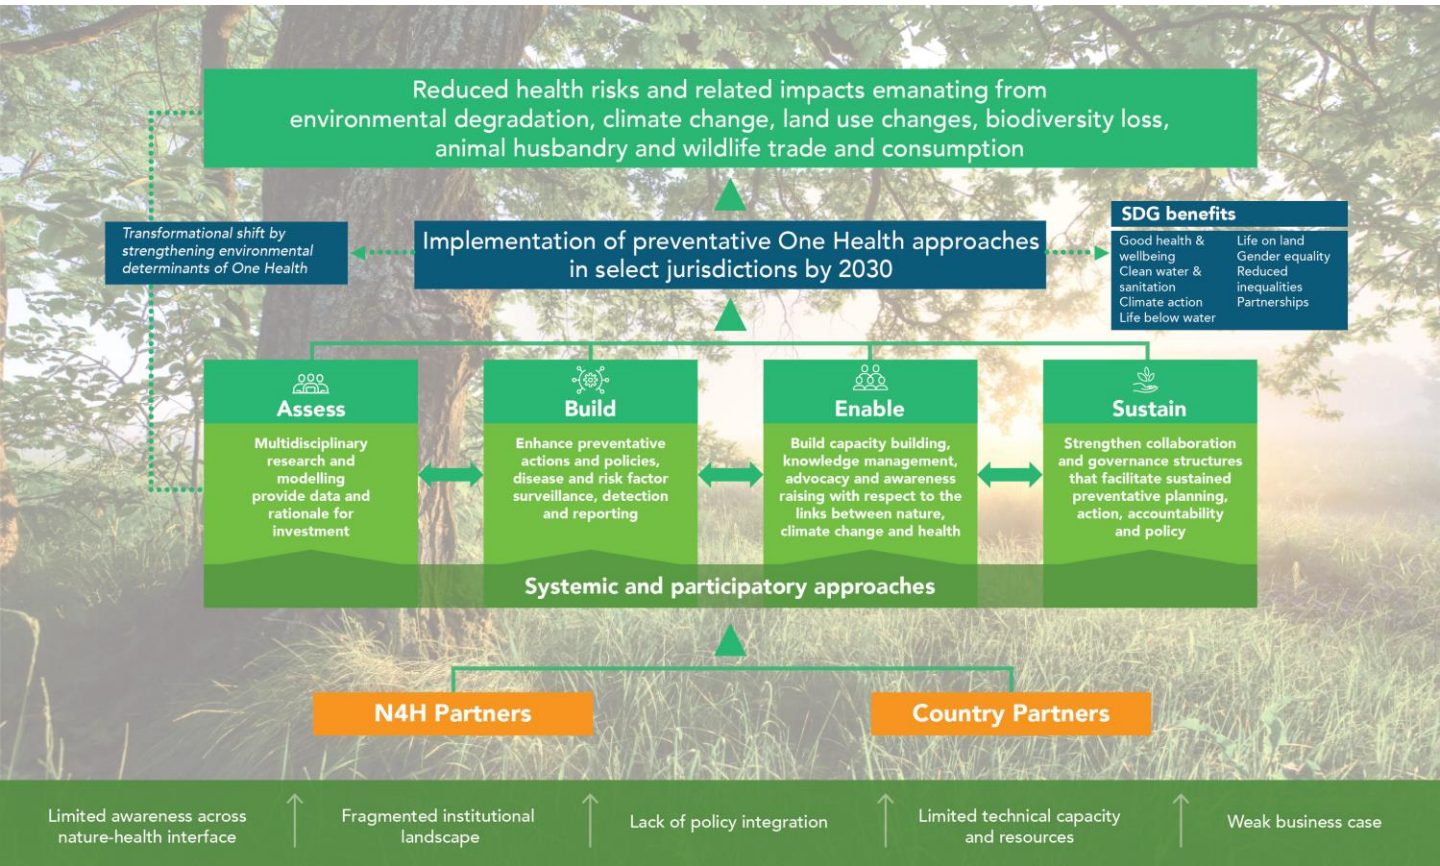 Reduced health risks and related impacts emanating from
environmental degradation, climate change, land use changes, biodiversity loss,
animal husbandry and wildlife trade and consumption
Transformational shift by
strengthening environmental
determinants of One Health
Implementation of preventative One Health approaches
in select jurisdictions by 2030
SDG benefits
Good health &
wellbeing
Clean water &
sanitation
Climate action
Life below water
Life on land
Gender equality
Reduced
inequalities
Partnerships
Assess
Multidisciplinary
research and
modelling
provide data and
rationale for
investment
Build
Enhance preventative
actions and policies,
disease and risk factor
surveillance, detection
and reporting
Enable
Build capacity building,
knowledge management,
advocacy and awareness
raising with respect to the
links between nature,
climate change and health
Sustain
Strengthen collaboration
and governance structures
that facilitate sustained
preventative planning,
action, accountability
and policy
Systemic and participatory approaches
N4H Partners
Country Partners
Limited awareness across
nature-health interface
Fragmented institutional
landscape
Lack of policy integration
Limited technical capacity
and resources
Weak business case